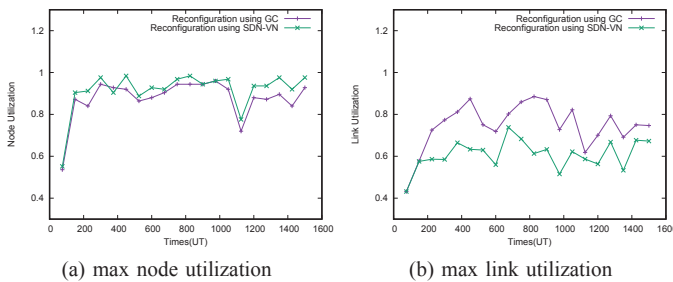 Reconfiguration using GC
Reconfiguration using SDN-VN
1.2
1
0.8
0.6
0.4
Node Utilization
0 200 400 600 800 1000 1200 1400 1600
Times(UT)
(a) max node utilization
Reconfiguration using GC
Reconfiguration using SDN-VN
1.2
1
0.8
0.6
0.4
Link Utilization
0 200 400 600 800 1000 1200 1400 1600
Times(UT)
(b) max link utilization